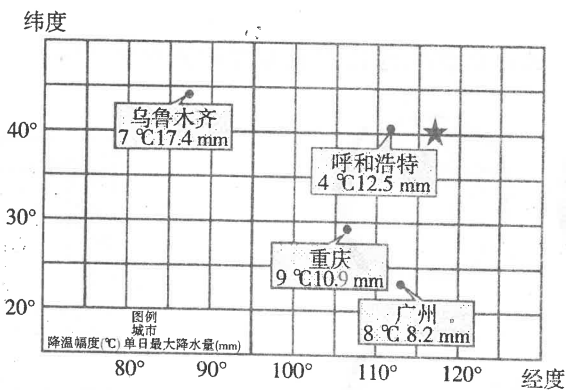 纬度
乌鲁木齐
7 ℃17.4 mm
40°
呼和浩特
4 ℃12.5 mm
30°
重庆
9 ℃10.9 mm
广州
8 ℃ 8.2 mm
20°
图例
城市
降温幅度(℃) 单日最大降水量(mm)
80° 90° 100° 110° 120° 经度